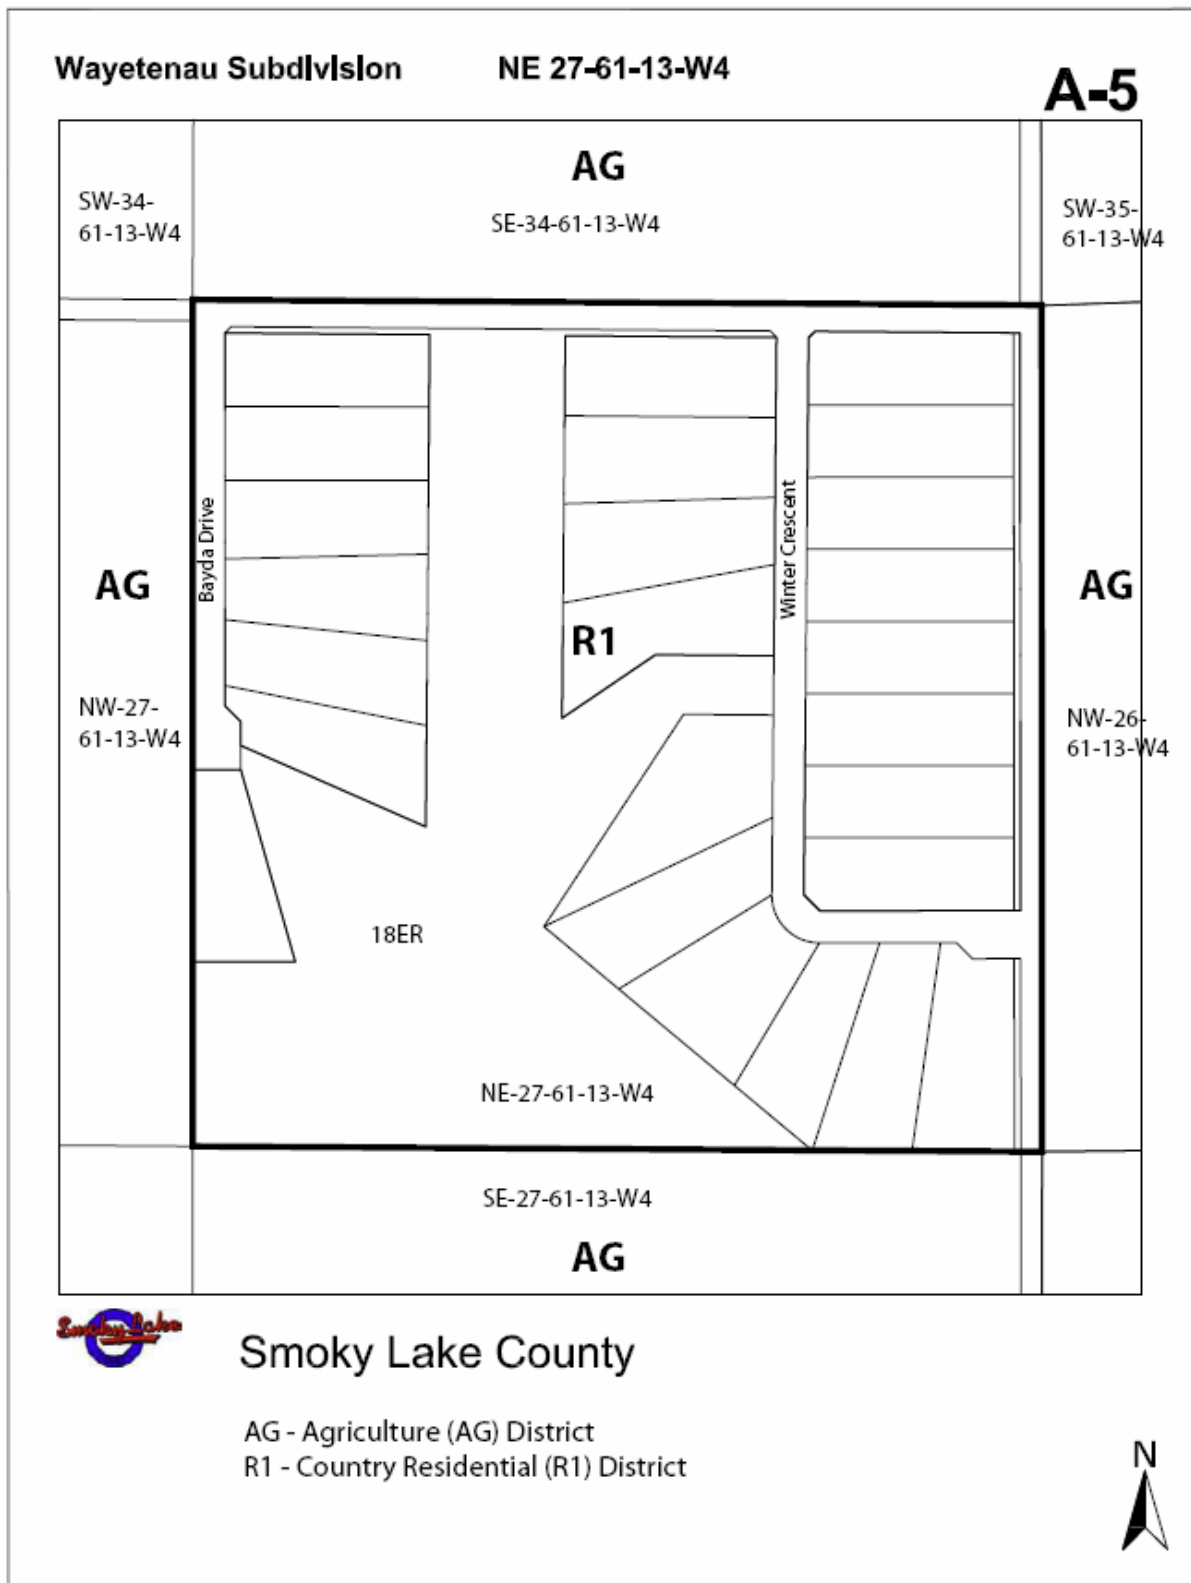 Wayetenau Subdivision NE 27-61-13-W4
A-5
AG
SW-34-
61-13-W4
SE-34-61-13-W4
SW-35-
61-13-W4
Bayda Drive
Winter Crescent
AG
AG
R1
NW-27-
61-13-W4
NW-26-
61-13-W4
18ER
NE-27-61-13-W4
SE-27-61-13-W4
AG
Smoky Lake
Smoky Lake County
AG - Agriculture (AG) District
R1 - Country Residential (R1) District
N